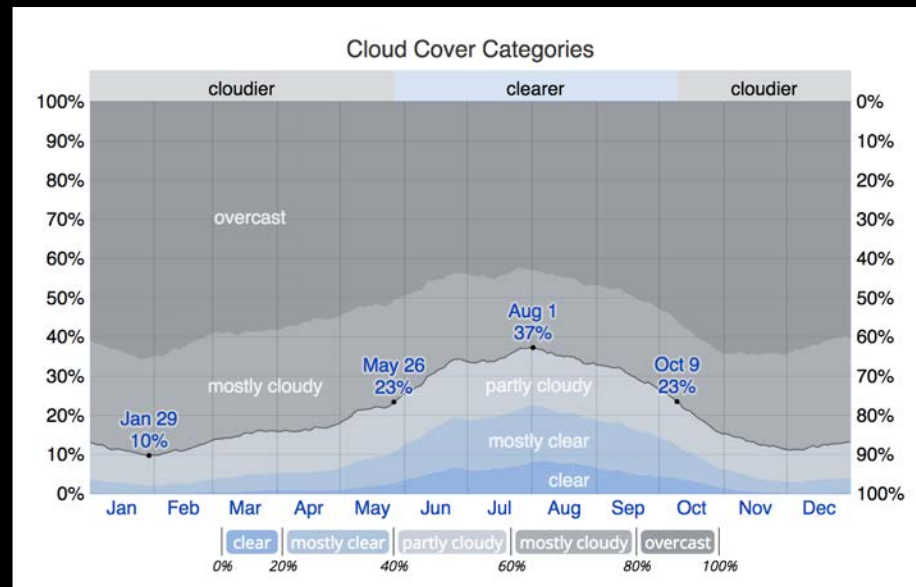 Cloud Cover Categories
cloudier clearer cloudier
100% 0%
90% 10%
80% 20%
70% overcast 30%
60% 40%
50% 50%
Aug 1
40% 37% 60%
May 26 Oct 9
30% mostly cloudy 23% partly cloudy 23% 70%
Jan 29
20% 80%
10% mostly clear
10% 90%
clear
0% 100%
Jan Feb Mar Apr May Jun Jul Aug Sep Oct Nov Dec
clear mostly clear partly cloudy mostly cloudy overcast
0% 20% 40% 60% 80% 100%